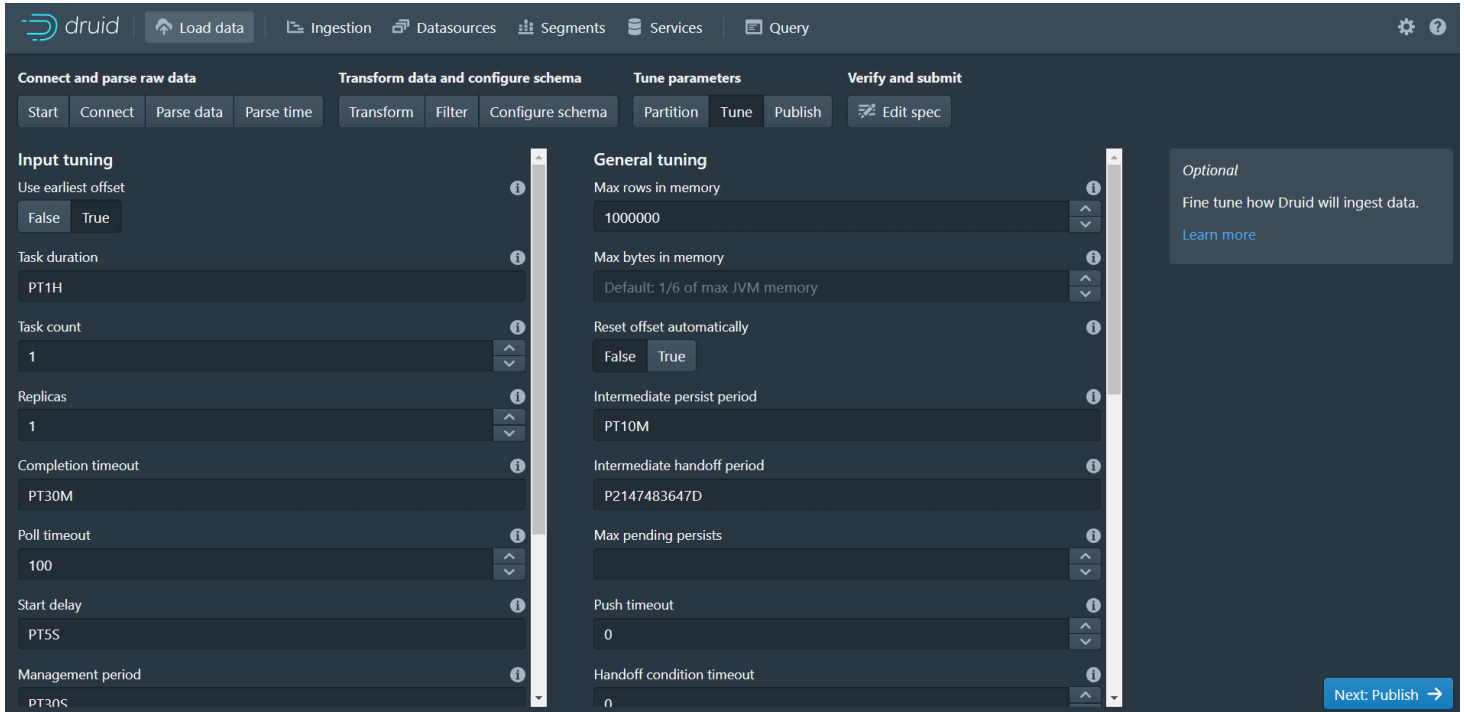 druid
Load data
Ingestion
Datasources
Segments
Services
Query
Connect and parse raw data
Start
Connect
Parse data
Parse time
Transform data and configure schema
Transform
Filter
Configure schema
Tune parameters
Partition
Tune
Publish
Verify and submit
Edit spec
Input tuning
Use earliest offset
False
True
Task duration
PT1H
Task count
1
Replicas
1
Completion timeout
PT30M
Poll timeout
100
Start delay
PT5S
Management period
PT30S
General tuning
Max rows in memory
1000000
Max bytes in memory
Default: 1/6 of max JVM memory
Reset offset automatically
False
True
Intermediate persist period
PT10M
Intermediate handoff period
P2147483647D
Max pending persists
Push timeout
0
Handoff condition timeout
0
Optional
Fine tune how Druid will ingest data.
Learn more
Next: Publish